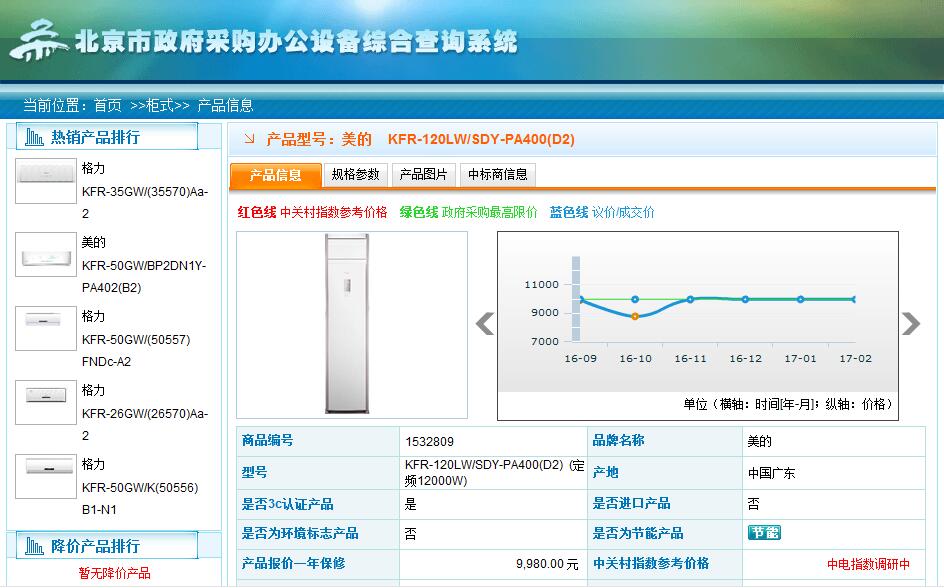 北京市政府采购办公设备综合查询系统
当前位置：首页 >>柜式>> 产品信息
热销产品排行
格力
KFR-35GW/(35570)Aa-
2
美的
KFR-50GW/BP2DN1Y-
PA402(B2)
格力
KFR-50GW/(50557)
FNDc-A2
格力
KFR-26GW/(26570)Aa-
2
格力
KFR-50GW/K(50556)
B1-N1
降价产品排行
暂无降价产品
产品型号：美的 KFR-120LW/SDY-PA400(D2)
产品信息 规格参数 产品图片 中标商信息
红色线 中关村指数参考价格 绿色线 政府采购最高限价 蓝色线 议价/成交价
11000
9000
7000
16-09 16-10 16-11 16-12 17-01 17-02
单位（横轴：时间[年-月]；纵轴：价格）
商品编号 1532809 品牌名称 美的
型号 KFR-120LW/SDY-PA400(D2) (定
频12000W) 产地 中国广东
是否3c认证产品 是 是否进口产品 否
是否为环境标志产品 否 是否为节能产品 节能
产品报价一年保修 9,980.00 元 中关村指数参考价格 中电指数调研中